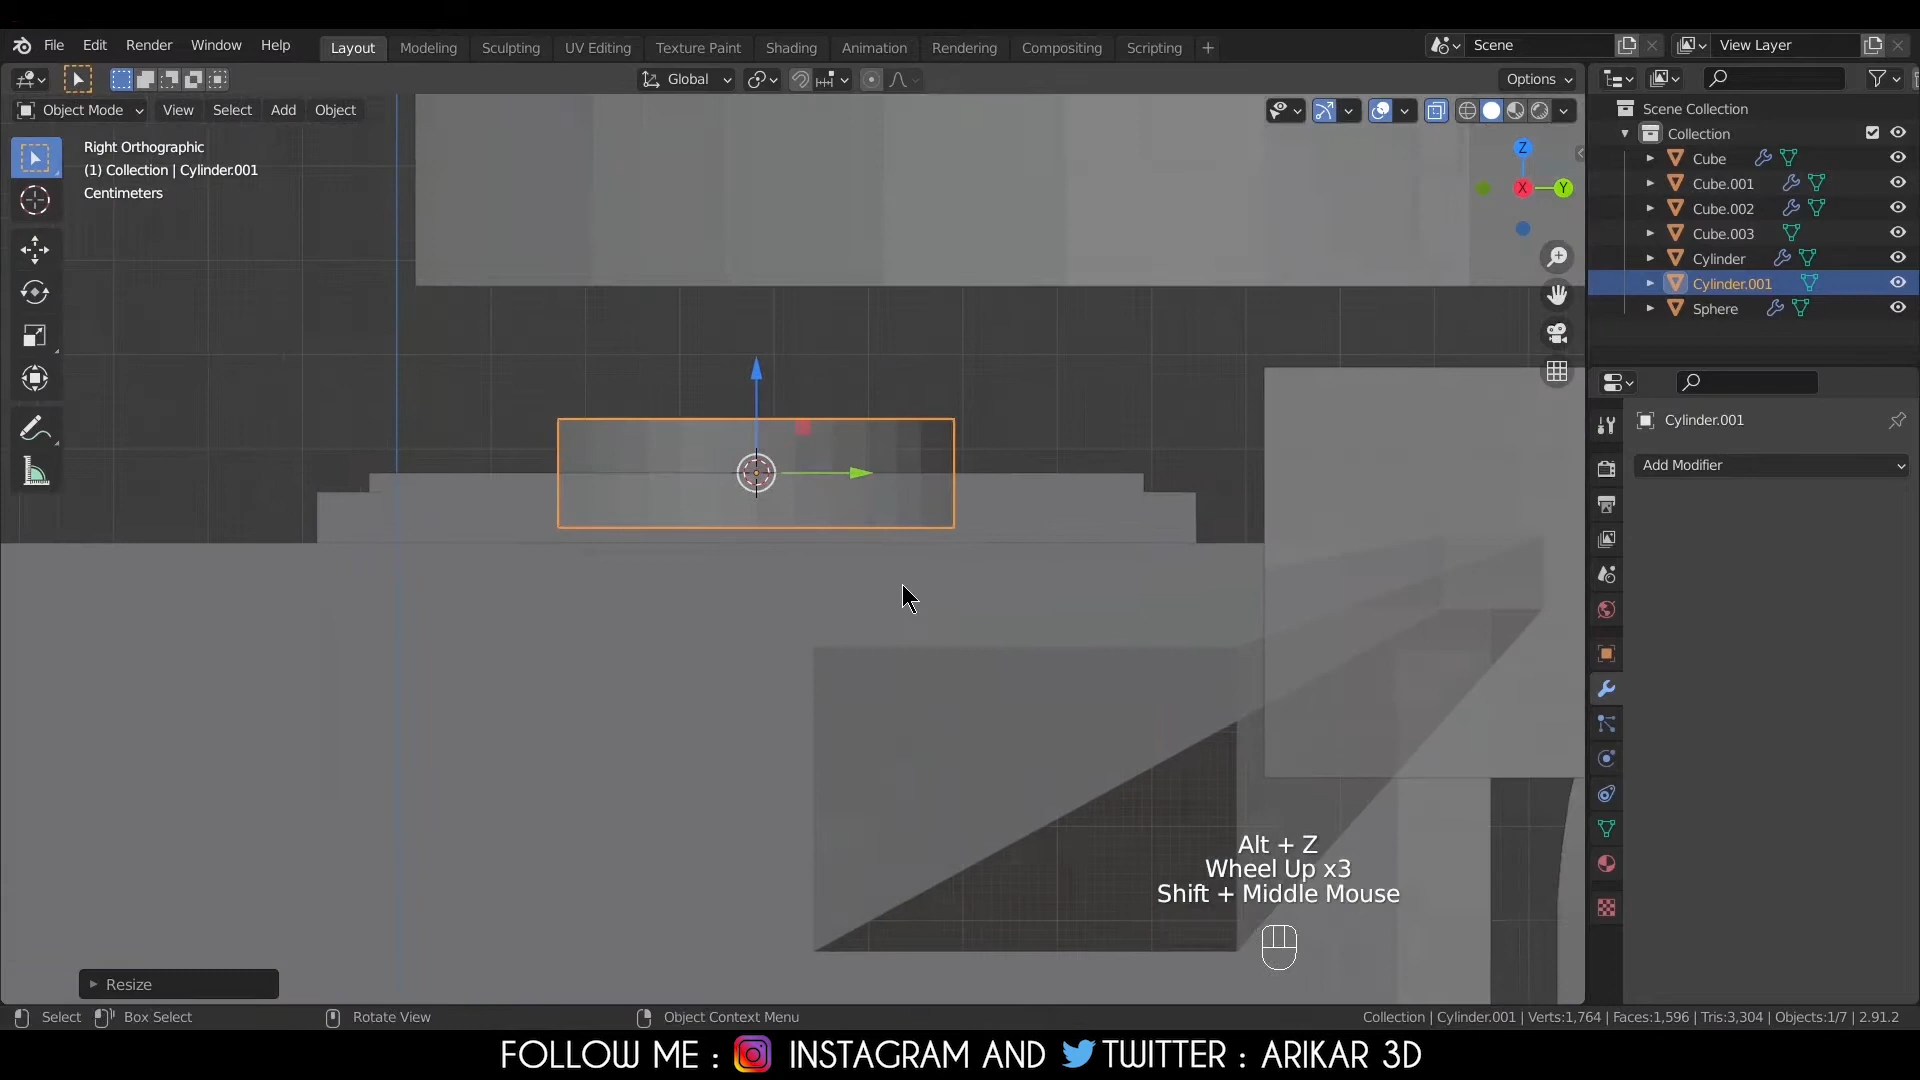 File Edit Render Window Help Layout Modeling Sculpting UV Editing Texture Paint Shading Animation Rendering Compositing Scripting + Scene View Layer
Global Options
Object Mode View Select Add Object
Right Orthographic
(1) Collection | Cylinder.001
Centimeters
Z
X
Y
Scene Collection
Collection
Cube
Cube.001
Cube.002
Cube.003
Cylinder
Cylinder.001
Sphere
Cylinder.001
Add Modifier
Alt + Z
Wheel Up x3
Shift + Middle Mouse
Resize
Select Box Select Rotate View Object Context Menu Collection | Cylinder.001 | Verts:1,764 | Faces:1,596 | Tris:3,304 | Objects:1/7 | 2.91.2
FOLLOW ME : INSTAGRAM AND TWITTER : ARIKAR 3D